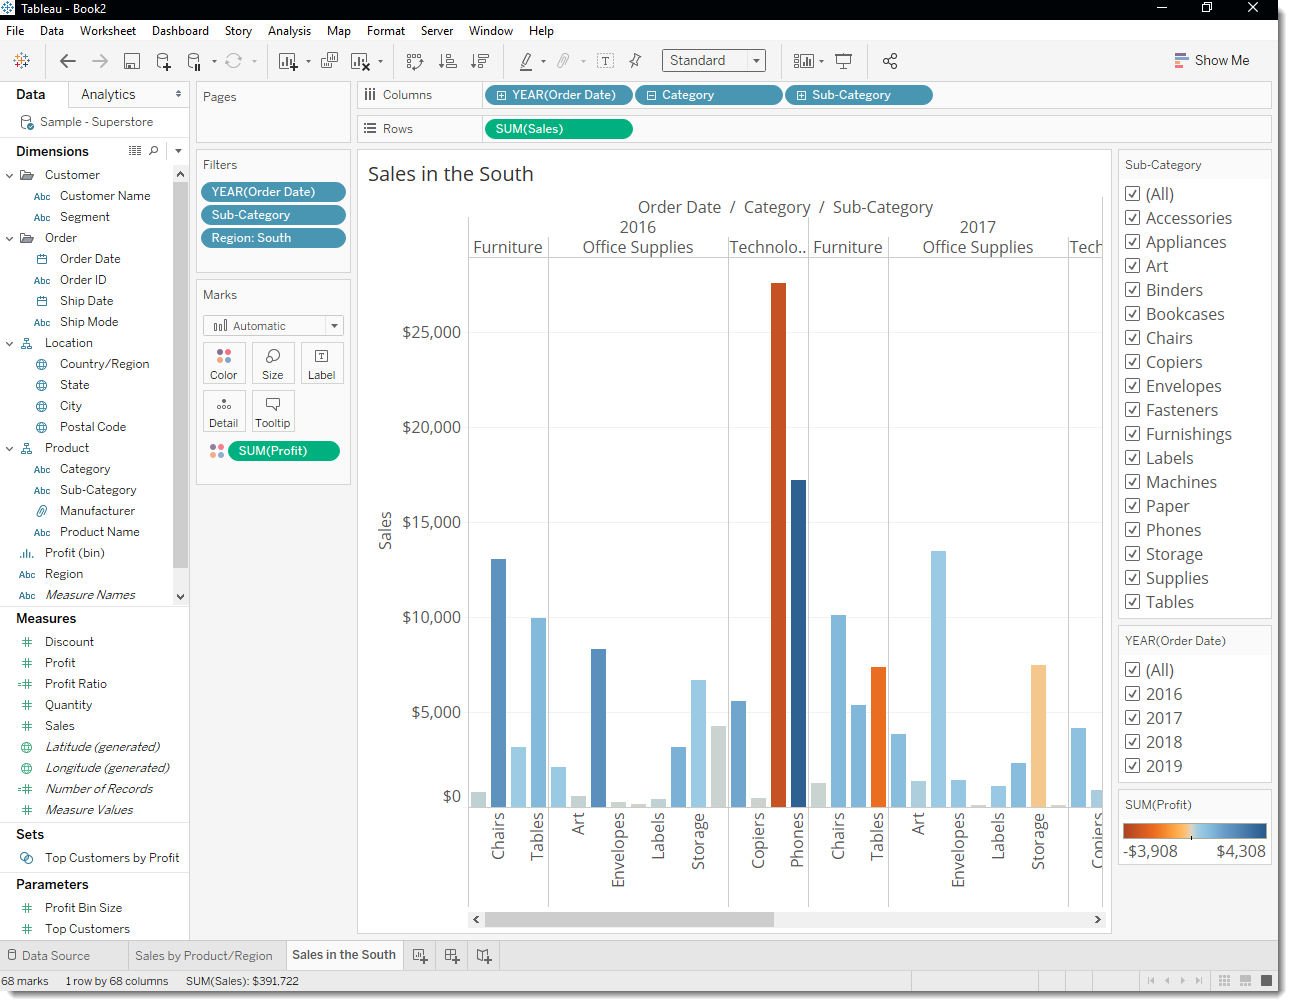 Tableau - Book2
File Data Worksheet Dashboard Story Analysis Map Format Server Window Help
Standard
Show Me
Data Analytics
Sample - Superstore
Dimensions
Customer
Abc Customer Name
Abc Segment
Order
Order Date
Abc Order ID
Ship Date
Abc Ship Mode
Location
Country/Region
State
City
Postal Code
Product
Abc Category
Abc Sub-Category
Manufacturer
Abc Product Name
Profit (bin)
Abc Region
Abc Measure Names
Measures
Discount
Profit
Profit Ratio
Quantity
Sales
Latitude (generated)
Longitude (generated)
Number of Records
Measure Values
Sets
Top Customers by Profit
Parameters
Profit Bin Size
Top Customers
Pages
Filters
YEAR(Order Date)
Sub-Category
Region: South
Marks
Automatic
Color Size Label
Detail Tooltip
SUM(Profit)
Columns YEAR(Order Date) Category Sub-Category
Rows SUM(Sales)
Sales in the South
Order Date / Category / Sub-Category
2016 2017
Furniture Office Supplies Technolo.. Furniture Office Supplies Tech
Sales
$25,000
$20,000
$15,000
$10,000
$5,000
$0
Chairs Tables Art Envelopes Labels Storage Copiers Phones Chairs Tables Art Envelopes Labels Storage Copiers
Sub-Category
(All)
Accessories
Appliances
Art
Binders
Bookcases
Chairs
Copiers
Envelopes
Fasteners
Furnishings
Labels
Machines
Paper
Phones
Storage
Supplies
Tables
YEAR(Order Date)
(All)
2016
2017
2018
2019
SUM(Profit)
-$3,908 $4,308
Data Source Sales by Product/Region Sales in the South
68 marks 1 row by 68 columns SUM(Sales): $391,722